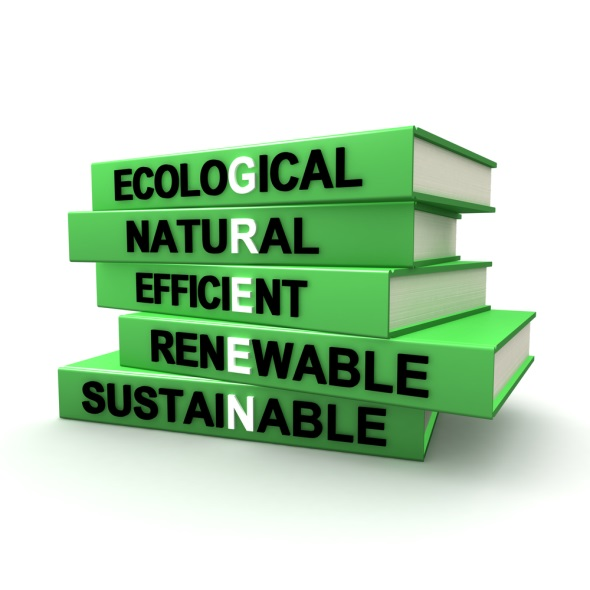 ECOLOGICAL
NATURAL
EFFICIENT
RENEWABLE
SUSTAINABLE